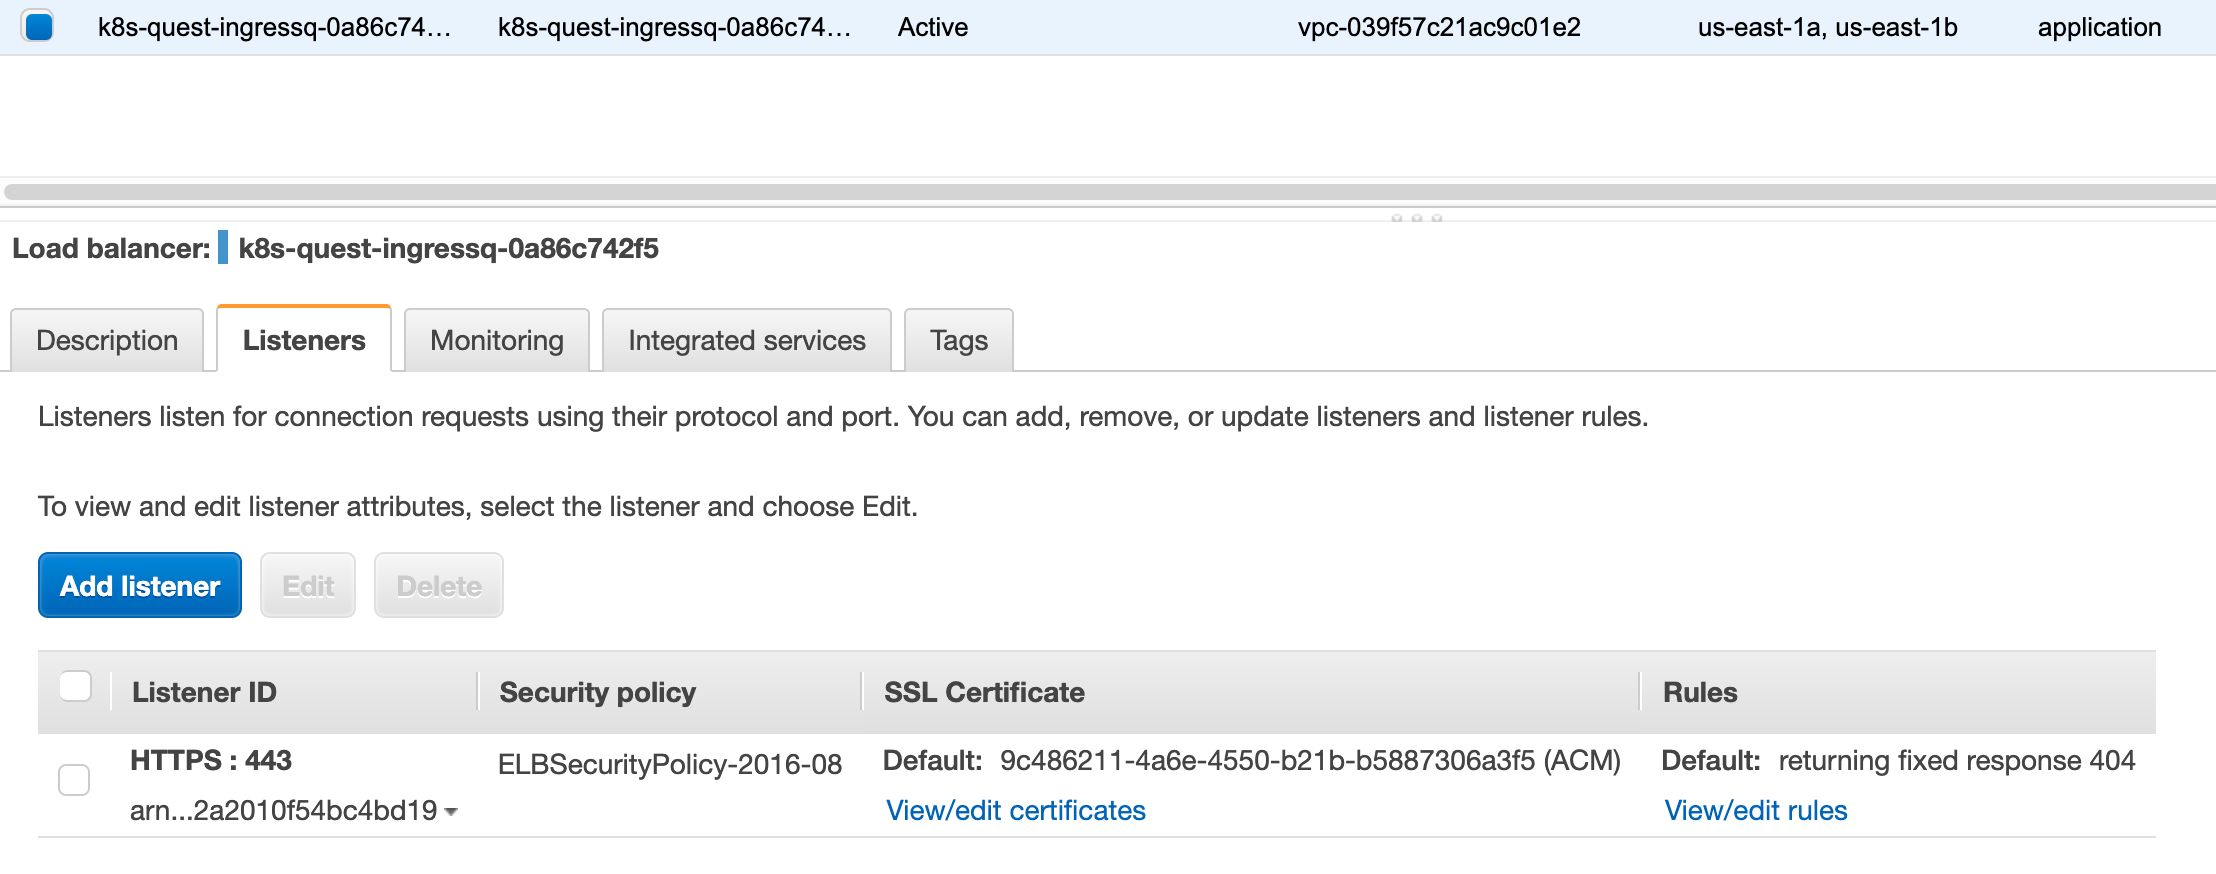 k8s-quest-ingressq-0a86c74... k8s-quest-ingressq-0a86c74... Active vpc-039f57c21ac9c01e2 us-east-1a, us-east-1b application
Load balancer: k8s-quest-ingressq-0a86c742f5
Description Listeners Monitoring Integrated services Tags
Listeners listen for connection requests using their protocol and port. You can add, remove, or update listeners and listener rules.
To view and edit listener attributes, select the listener and choose Edit.
Add listener Edit Delete
Listener ID Security policy SSL Certificate Rules
HTTPS : 443 ELBSecurityPolicy-2016-08 Default: 9c486211-4a6e-4550-b21b-b5887306a3f5 (ACM) Default: returning fixed response 404
arn...2a2010f54bc4bd19 View/edit certificates View/edit rules